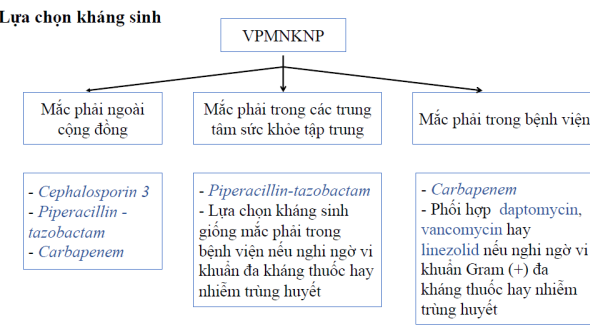 Lựa chọn kháng sinh
VPMNKNP
Mắc phải ngoài
cộng đồng
Mắc phải trong các trung
tâm sức khỏe tập trung
Mắc phải trong bệnh viện
- Cephalosporin 3
- Piperacillin -
tazobactam
- Carbapenem
- Piperacillin-tazobactam
- Lựa chọn kháng sinh
giống mắc phải trong
bệnh viện nếu nghi ngờ vi
khuẩn đa kháng thuốc hay
nhiễm trùng huyết
- Carbapenem
- Phối hợp daptomycin,
vancomycin hay
linezolid nếu nghi ngờ vi
khuẩn Gram (+) đa
kháng thuốc hay nhiễm
trùng huyết